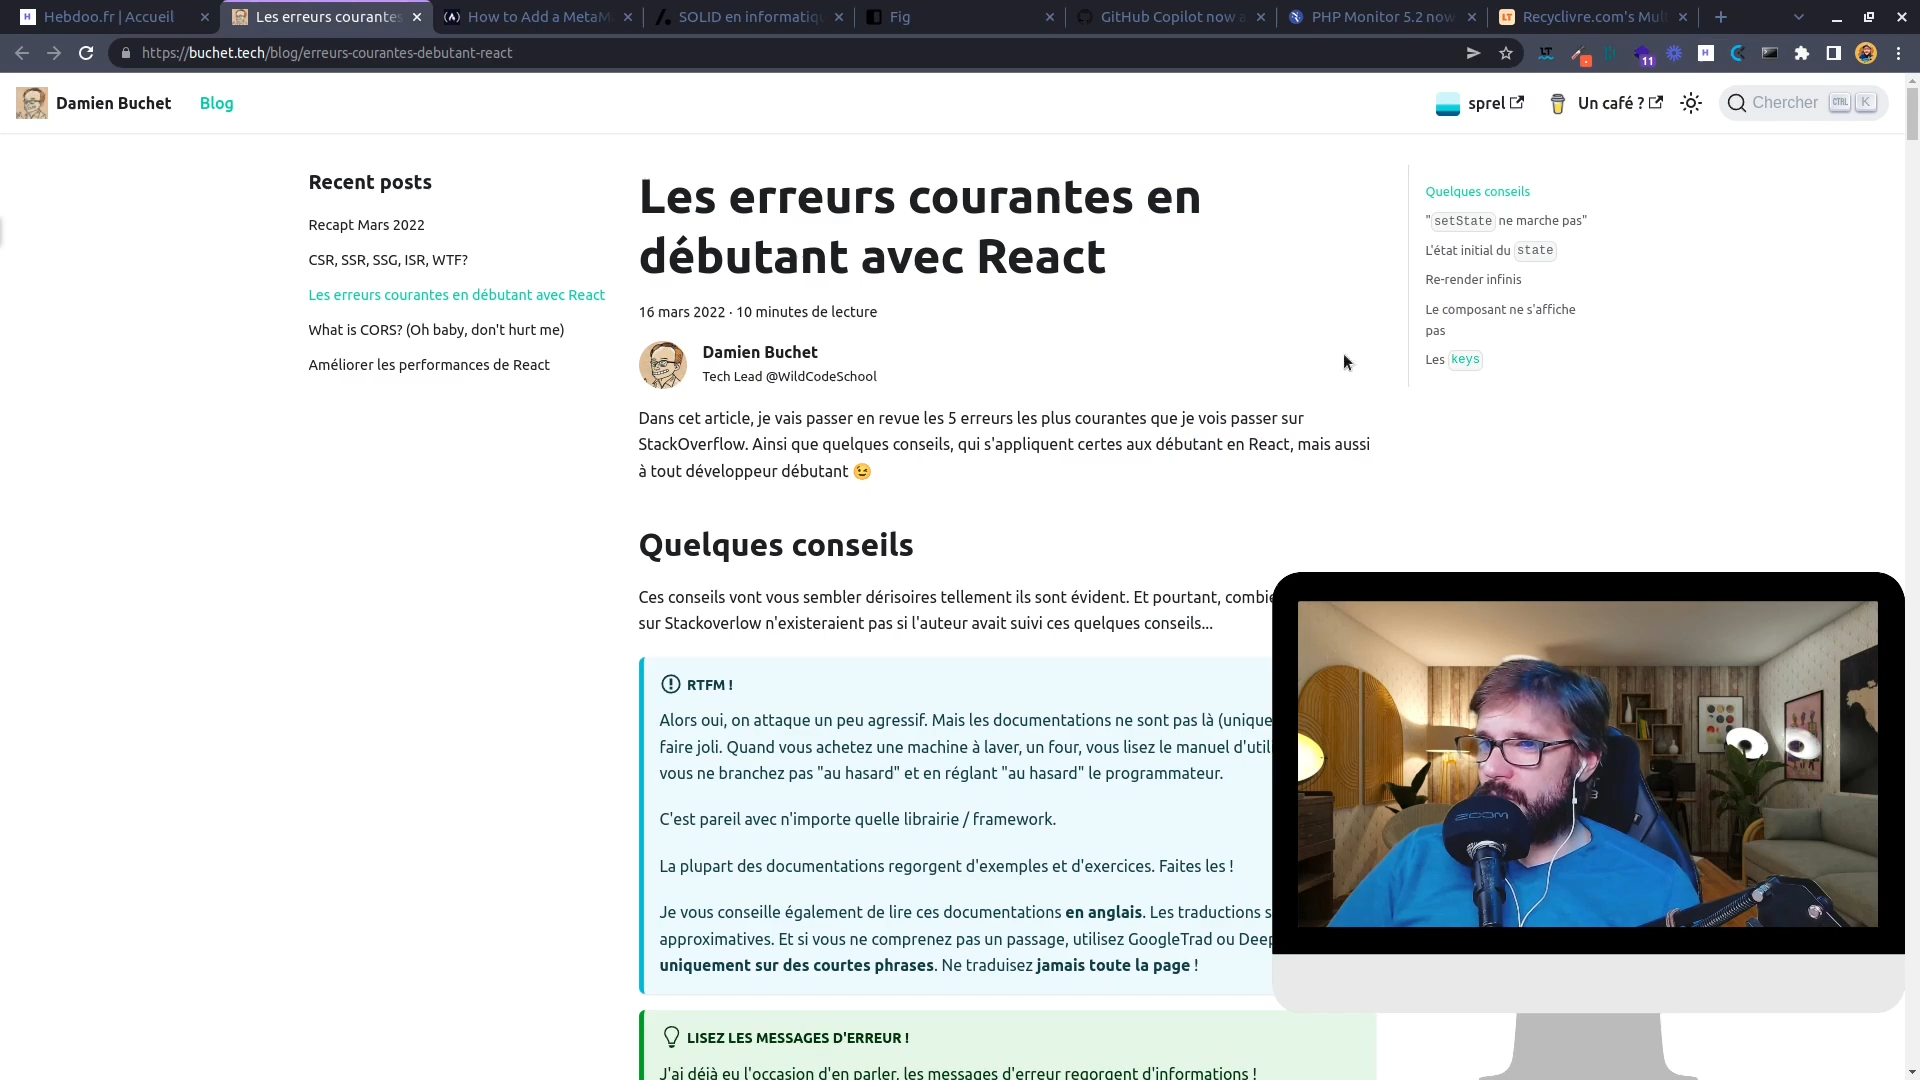 Hebdoo.fr | Accueil
Les erreurs courantes
How to Add a MetaM
SOLID en informatiqu
Fig
GitHub Copilot now a
PHP Monitor 5.2 now
Recyclivre.com's Mul
https://buchet.tech/blog/erreurs-courantes-debutant-react
11
Damien Buchet
Blog
sprel
Un café ?
Chercher
CTRL
K
Recent posts
Recapt Mars 2022
CSR, SSR, SSG, ISR, WTF?
Les erreurs courantes en débutant avec React
What is CORS? (Oh baby, don't hurt me)
Améliorer les performances de React
Les erreurs courantes en
débutant avec React
16 mars 2022 · 10 minutes de lecture
Damien Buchet
Tech Lead @WildCodeSchool
Dans cet article, je vais passer en revue les 5 erreurs les plus courantes que je vois passer sur
StackOverflow. Ainsi que quelques conseils, qui s'appliquent certes aux débutant en React, mais aussi
à tout développeur débutant 😉
Quelques conseils
Ces conseils vont vous sembler dérisoires tellement ils sont évident. Et pourtant, combie
sur Stackoverlow n'existeraient pas si l'auteur avait suivi ces quelques conseils...
RTFM !
Alors oui, on attaque un peu agressif. Mais les documentations ne sont pas là (unique
faire joli. Quand vous achetez une machine à laver, un four, vous lisez le manuel d'util
vous ne branchez pas "au hasard" et en réglant "au hasard" le programmateur.
C'est pareil avec n'importe quelle librairie / framework.
La plupart des documentations regorgent d'exemples et d'exercices. Faites les !
Je vous conseille également de lire ces documentations en anglais. Les traductions s
approximatives. Et si vous ne comprenez pas un passage, utilisez GoogleTrad ou Deep
uniquement sur des courtes phrases. Ne traduisez jamais toute la page !
LISEZ LES MESSAGES D'ERREUR !
J'ai déjà eu l'occasion d'en parler, les messages d'erreur regorgent d'informations !
Quelques conseils
"setState ne marche pas"
L'état initial du state
Re-render infinis
Le composant ne s'affiche
pas
Les keys
ZOOM